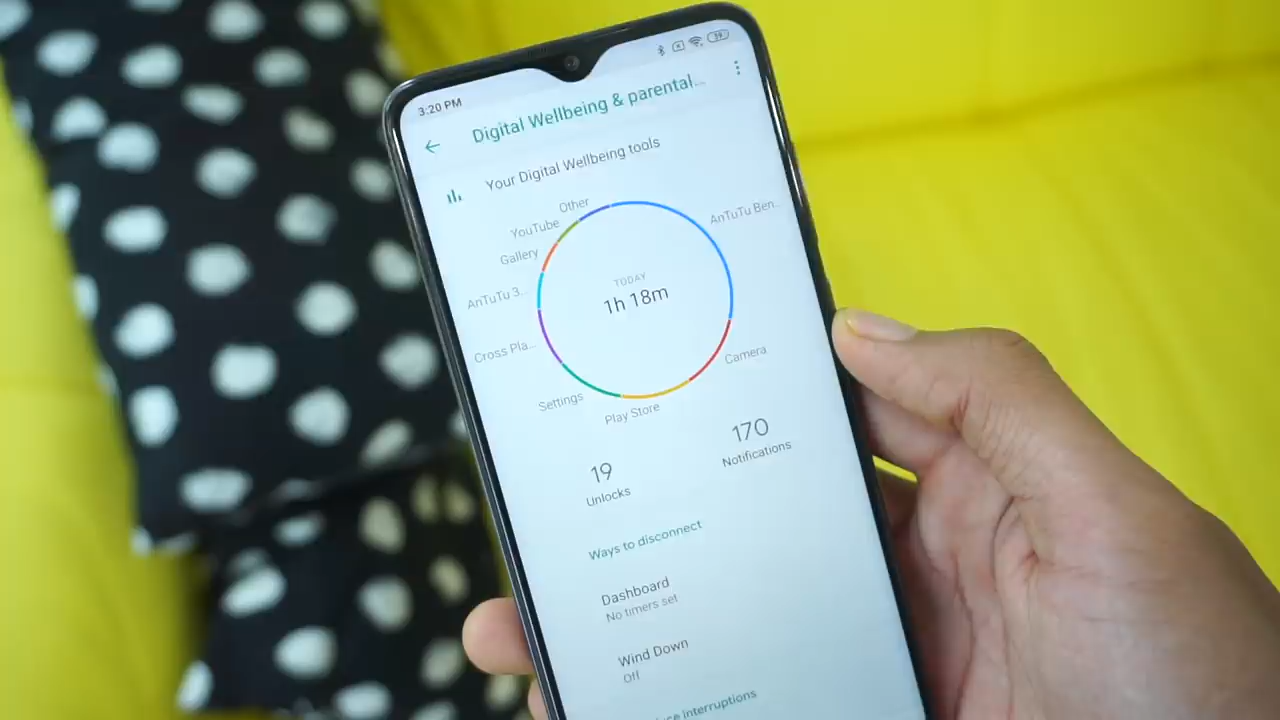 3:20 PM
39
Digital Wellbeing & parental...
Your Digital Wellbeing tools
Other
YouTube
AnTuTu Ben...
Gallery
AnTuTu 3...
TODAY
1h 18m
Cross Pla...
Camera
Settings
Play Store
19
Unlocks
170
Notifications
Ways to disconnect
Dashboard
No timers set
Wind Down
Off
interruptions